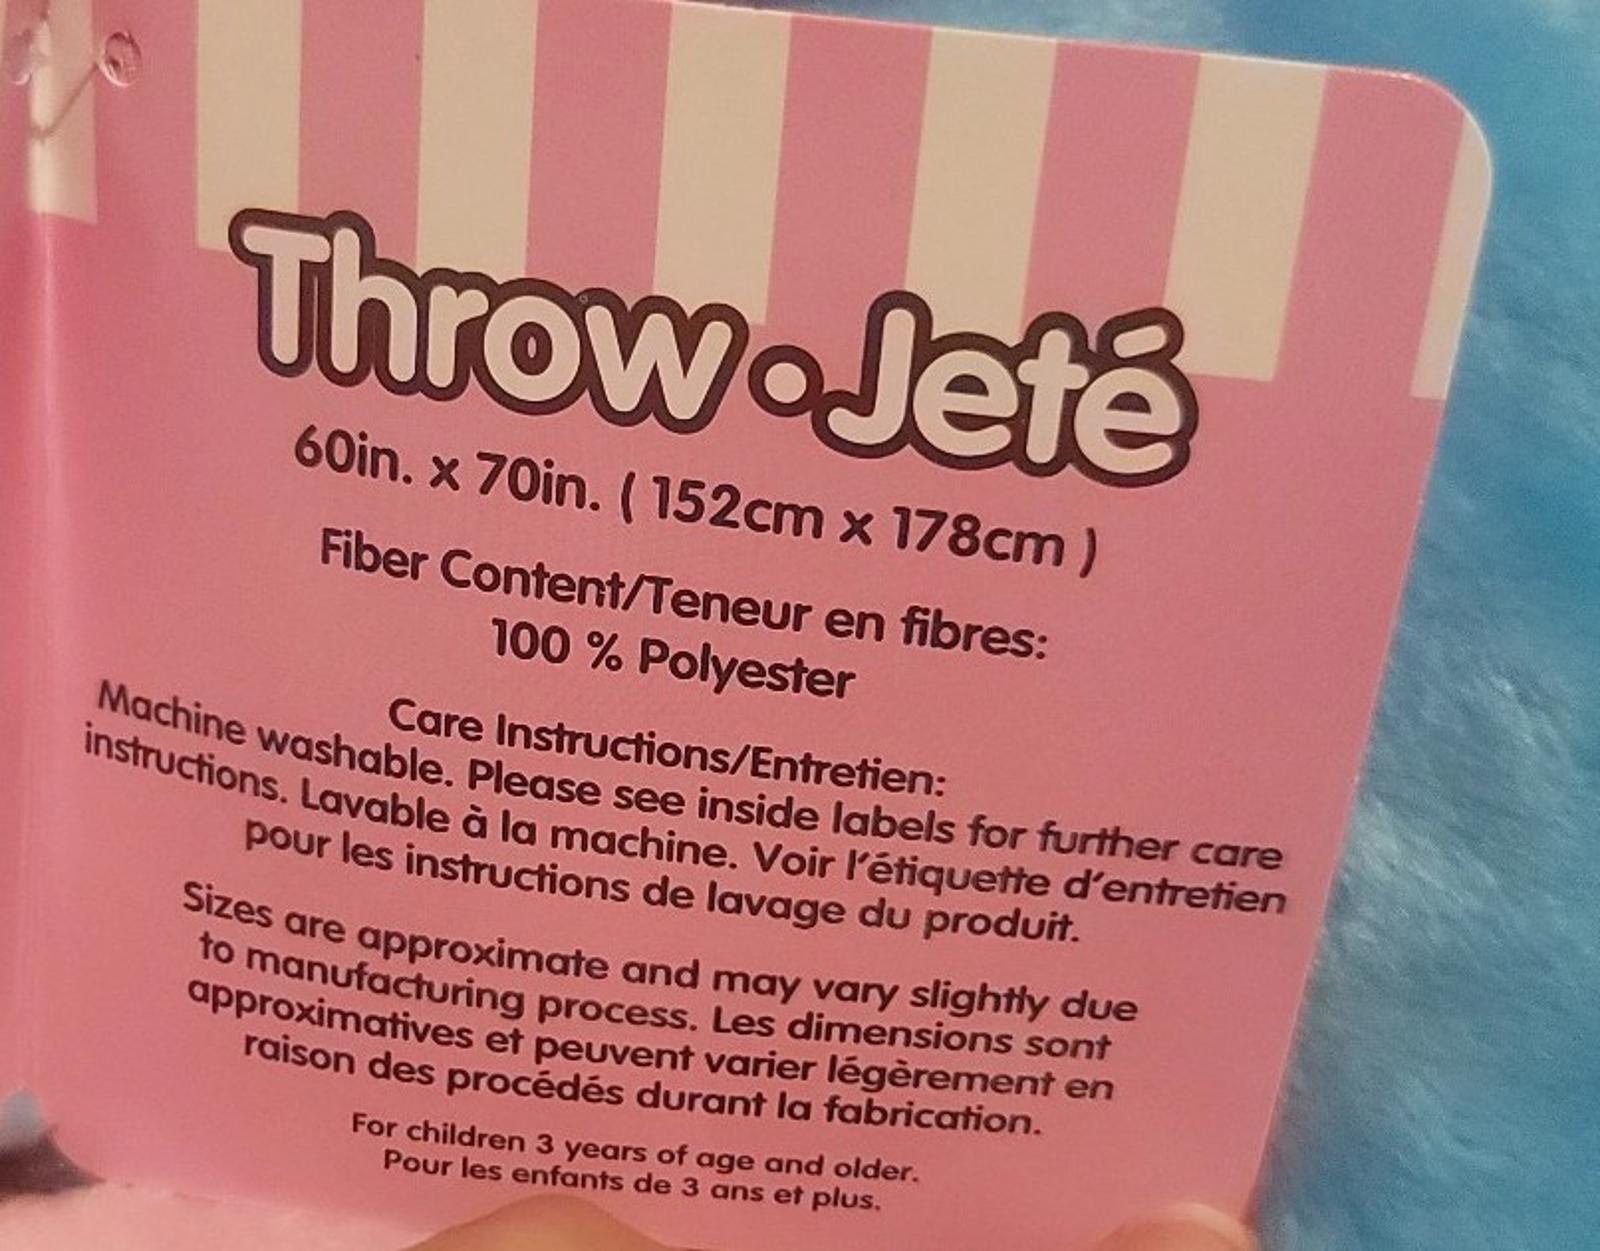 Throw • Jeté
60in. x 70in. ( 152cm x 178cm )
Fiber Content/Teneur en fibres:
100 % Polyester
Care Instructions/Entretien:
Machine washable. Please see inside labels for further care
instructions. Lavable à la machine. Voir l'étiquette d'entretien
pour les instructions de lavage du produit.
Sizes are approximate and may vary slightly due
to manufacturing process. Les dimensions sont
approximatives et peuvent varier légèrement en
raison des procédés durant la fabrication.
For children 3 years of age and older.
Pour les enfants de 3 ans et plus.